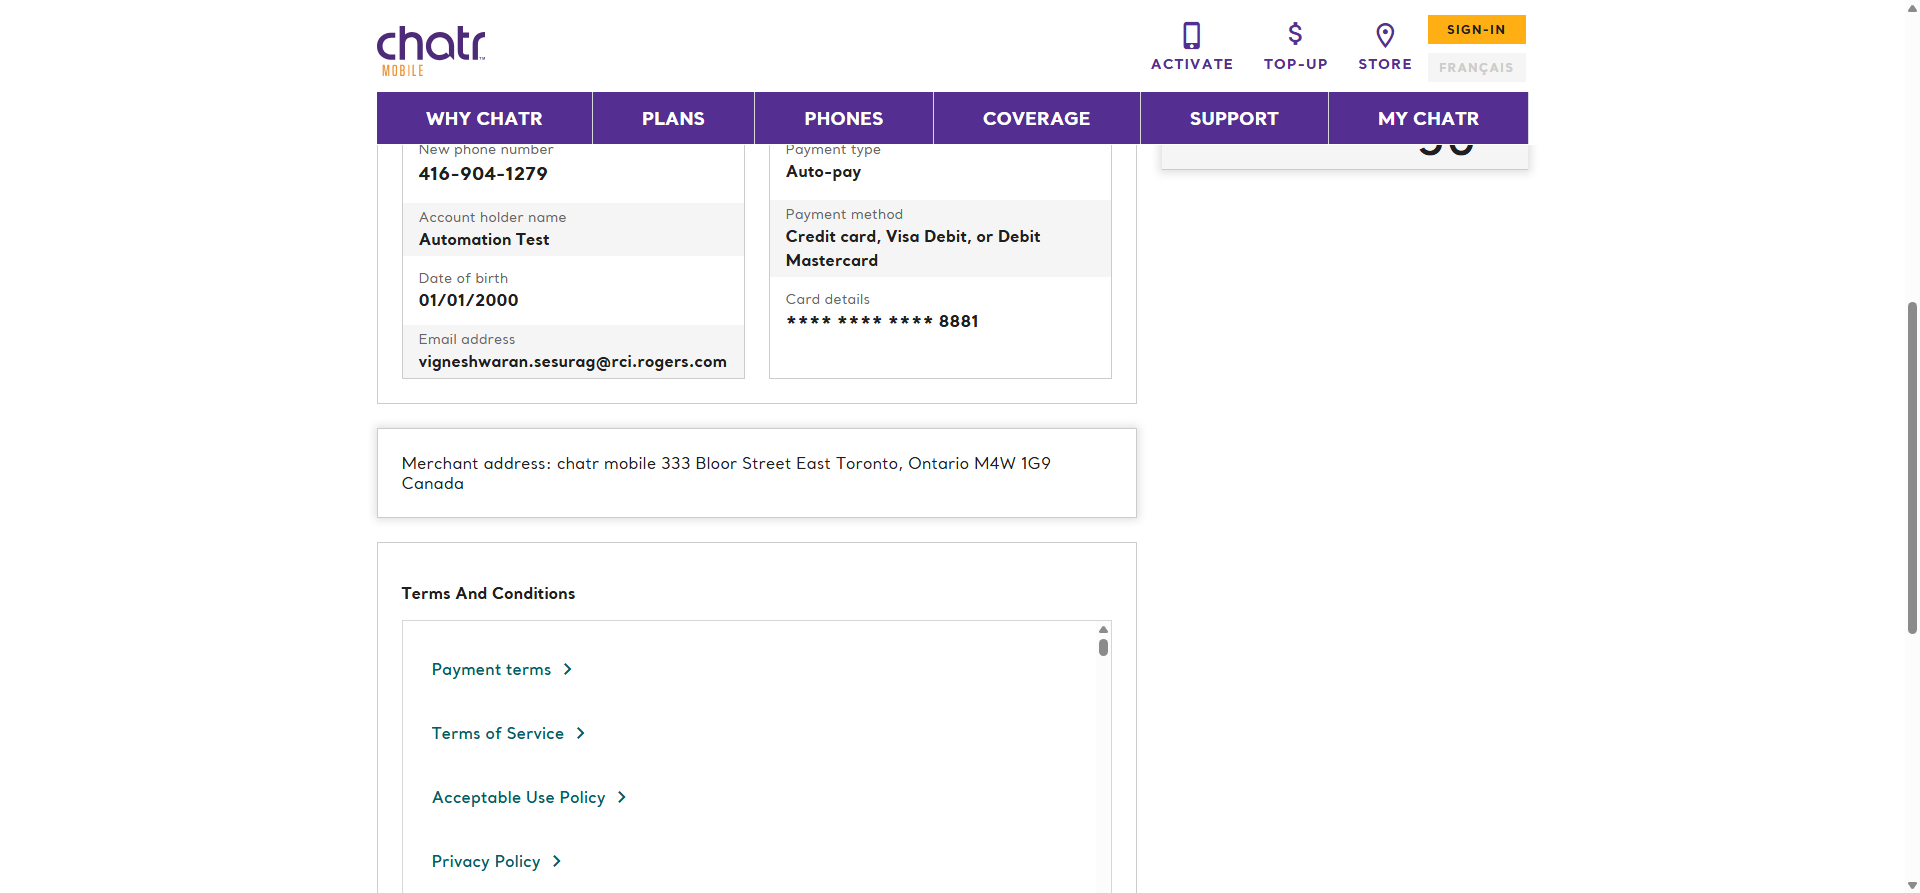 chatr
MOBILE
ACTIVATE
TOP-UP
STORE
SIGN-IN
FRANÇAIS
WHY CHATR
PLANS
PHONES
COVERAGE
SUPPORT
MY CHATR
New phone number
416-904-1279
Account holder name
Automation Test
Date of birth
01/01/2000
Email address
vigneshwaran.sesurag@rci.rogers.com
Payment type
Auto-pay
Payment method
Credit card, Visa Debit, or Debit
Mastercard
Card details
**** **** **** 8881
Merchant address: chatr mobile 333 Bloor Street East Toronto, Ontario M4W 1G9
Canada
Terms And Conditions
Payment terms
Terms of Service
Acceptable Use Policy
Privacy Policy